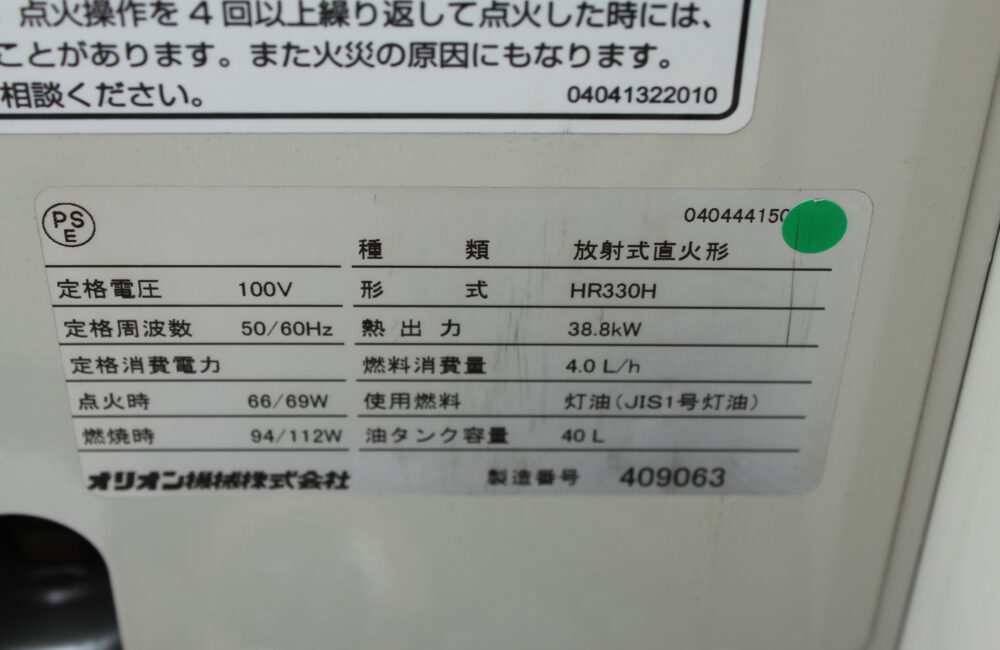 点火操作を4回以上繰り返して点火した時には、
ことがあります。また火災の原因にもなります。
相談ください。
04041322010
PS
E
040444150
種類 放射式直火形
定格電圧 100V 形式 HR330H
定格周波数 50/60Hz 熱出力 38.8kW
定格消費電力 燃料消費量 4.0 L/h
点火時 66/69W 使用燃料 灯油(JIS1号灯油)
燃焼時 94/112W 油タンク容量 40 L
オリオン機械株式会社 製造番号 409063